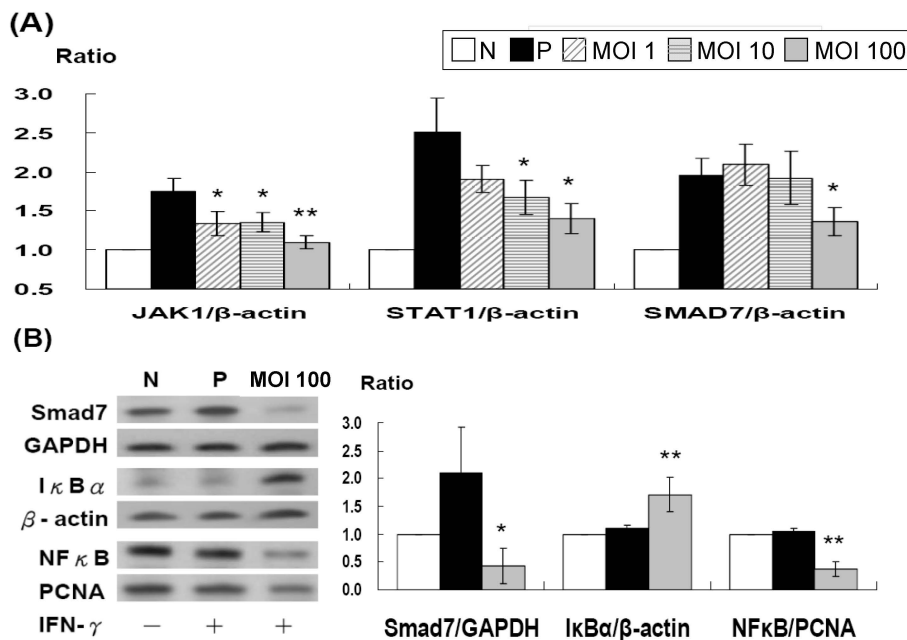 (A)
Ratio
N P MOI 1 MOI 10 MOI 100
3.0
2.5
2.0
1.5
1.0
0.5
* * **
* *
*
JAK1/β-actin STAT1/β-actin SMAD7/β-actin
(B)
N P MOI 100
Smad7
GAPDH
IκBα
β-actin
NFκB
PCNA
IFN-γ − + +
Ratio
3.0
2.5
2.0
1.5
1.0
0.5
0.0
*
**
**
Smad7/GAPDH IκBα/β-actin NFκB/PCNA